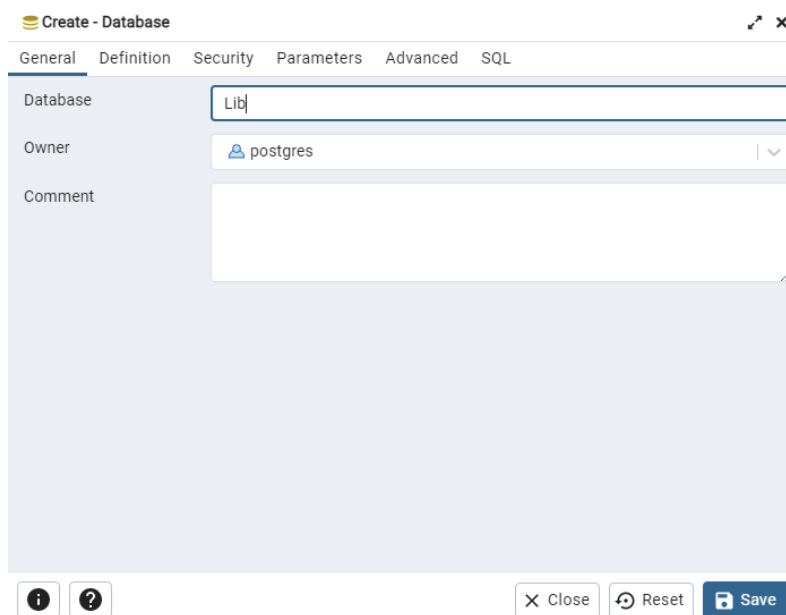 Create - Database
General Definition Security Parameters Advanced SQL
Database Lib
Owner postgres
Comment
Close Reset Save